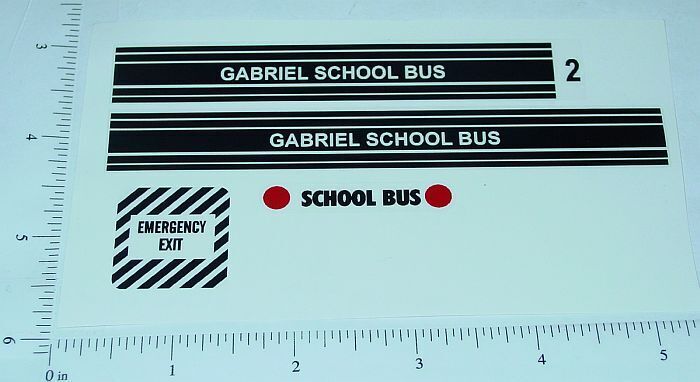 GABRIEL SCHOOL BUS
2
GABRIEL SCHOOL BUS
SCHOOL BUS
EMERGENCY
EXIT
3
4
5
6
0 in 1 2 3 4 5